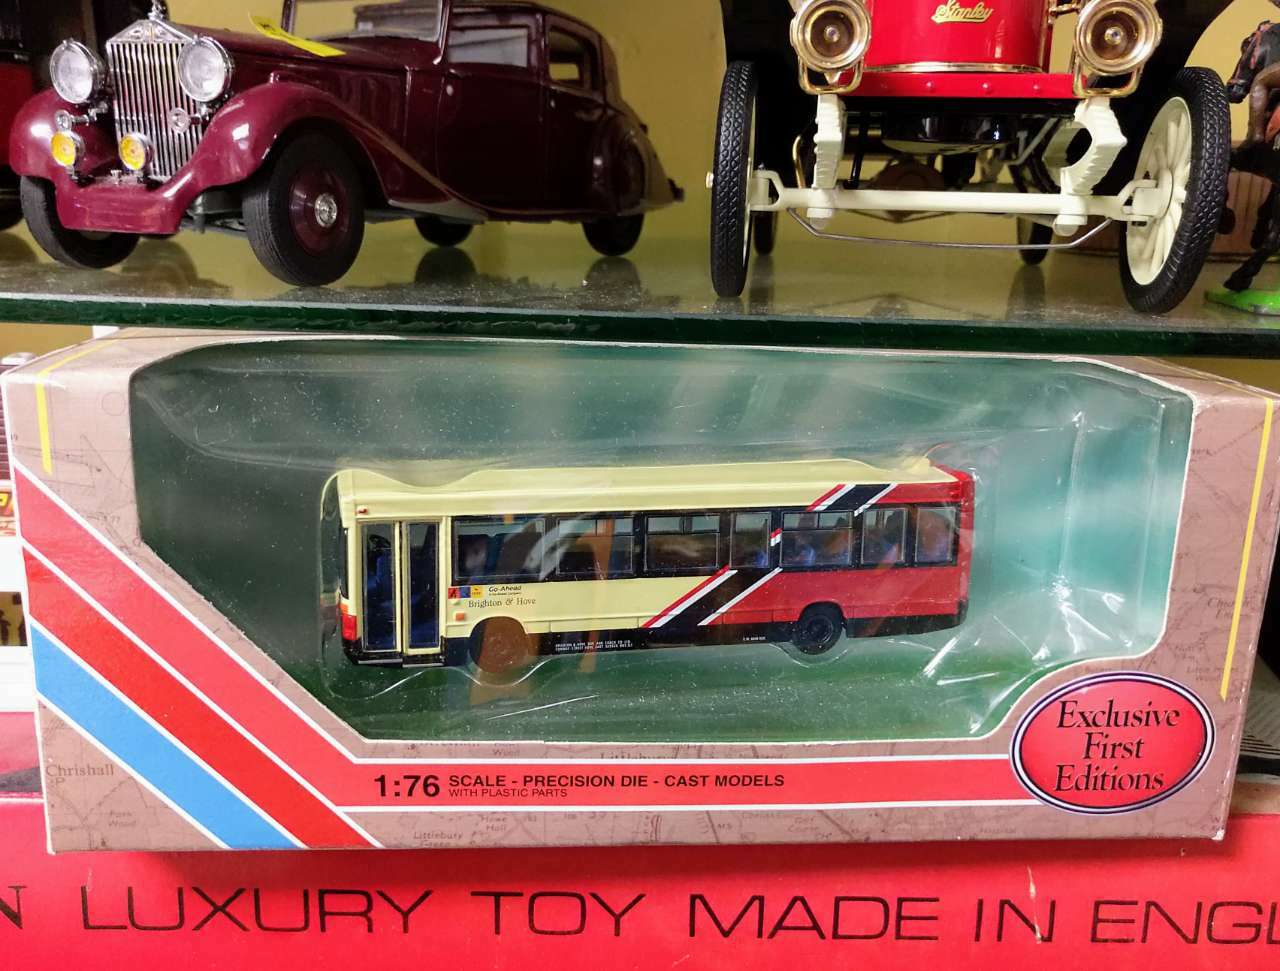 Stanley
Go-Ahead
Brighton & Hove
Exclusive
First
Editions
1:76 SCALE - PRECISION DIE - CAST MODELS
WITH PLASTIC PARTS
Chrishall
Littlebury
N LUXURY TOY MADE IN ENGL